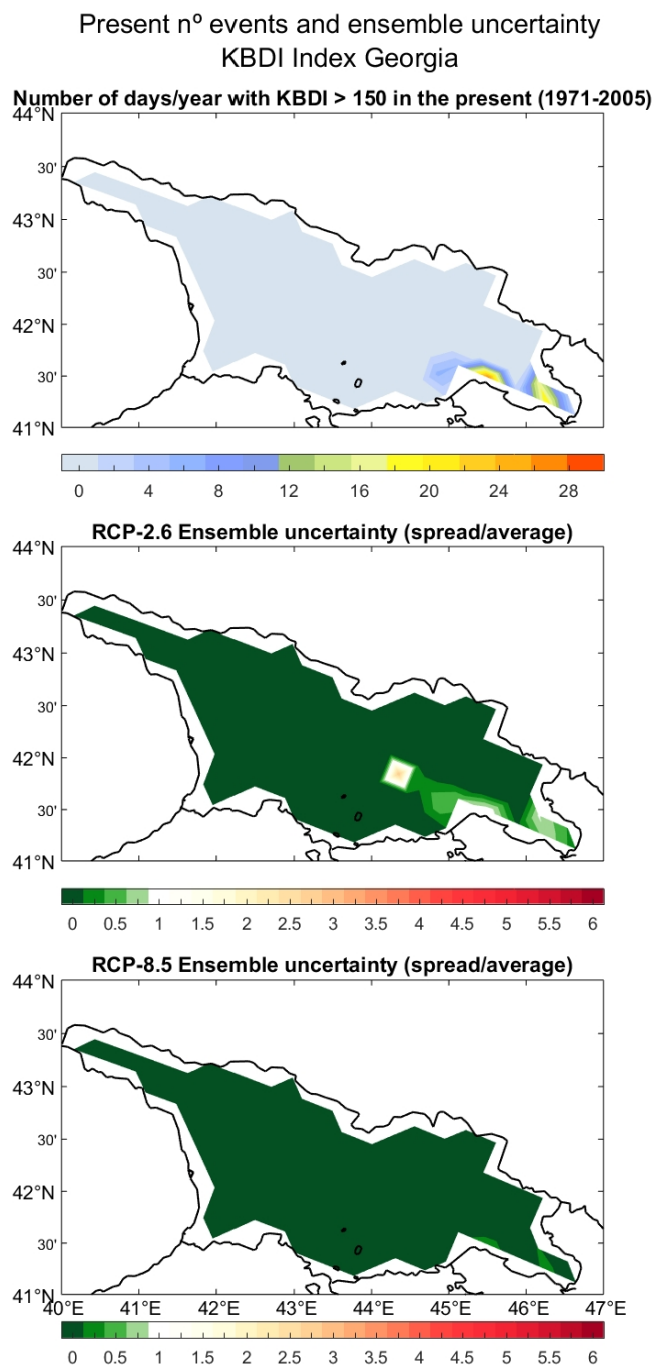 Present nº events and ensemble uncertainty
KBDI Index Georgia
Number of days/year with KBDI > 150 in the present (1971-2005)
44°N
30'
43°N
30'
42°N
30'
41°N
0 4 8 12 16 20 24 28
RCP-2.6 Ensemble uncertainty (spread/average)
44°N
30'
43°N
30'
42°N
30'
41°N
0 0.5 1 1.5 2 2.5 3 3.5 4 4.5 5 5.5 6
RCP-8.5 Ensemble uncertainty (spread/average)
44°N
30'
43°N
30'
42°N
30'
41°N
40°E 41°E 42°E 43°E 44°E 45°E 46°E 47°E
0 0.5 1 1.5 2 2.5 3 3.5 4 4.5 5 5.5 6